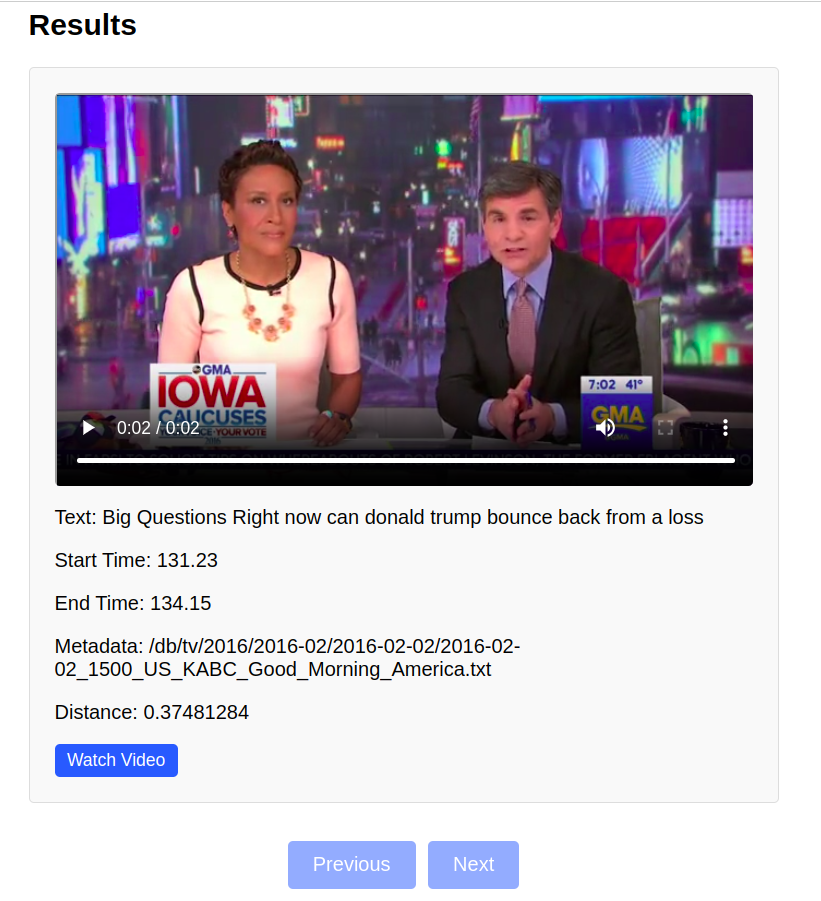 Results
GMA
IOWA
CAUCUSES
CE·YOUR VOTE
2016
7:02 41°
GMA
0:02 / 0:02
Text: Big Questions Right now can donald trump bounce back from a loss
Start Time: 131.23
End Time: 134.15
Metadata: /db/tv/2016/2016-02/2016-02-02/2016-02-
02_1500_US_KABC_Good_Morning_America.txt
Distance: 0.37481284
Watch Video
Previous
Next